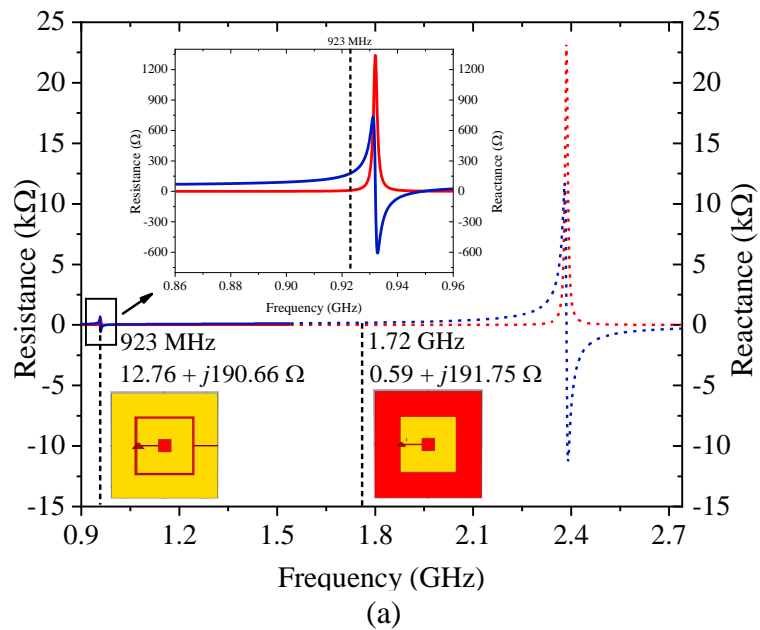 25
20
15
10
5
0
-5
-10
-15
Resistance (kΩ)
25
20
15
10
5
0
-5
-10
-15
Reactance (kΩ)
923 MHz
1200
900
600
300
0
-300
-600
Resistance (Ω)
1200
900
600
300
0
-300
-600
Reactance (Ω)
0.86 0.88 0.90 0.92 0.94 0.96
Frequency (GHz)
923 MHz
12.76 + j190.66 Ω
1.72 GHz
0.59 + j191.75 Ω
0.9 1.2 1.5 1.8 2.1 2.4 2.7
Frequency (GHz)
(a)